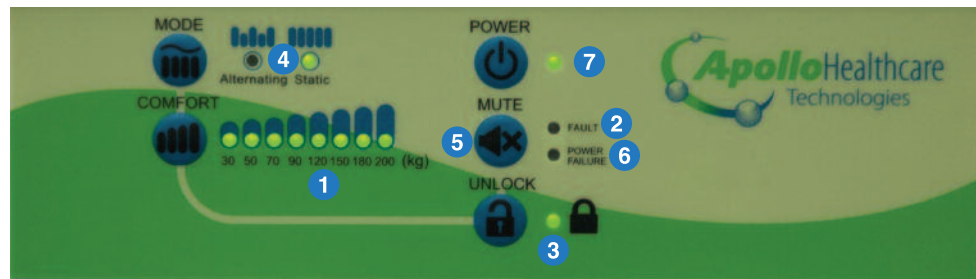 MODE
Alternating Static
4
COMFORT
30 50 70 90 120 150 180 200 (kg)
1
POWER
7
MUTE
5
FAULT 2
POWER
FAILURE 6
UNLOCK
3
ApolloHealthcare
Technologies